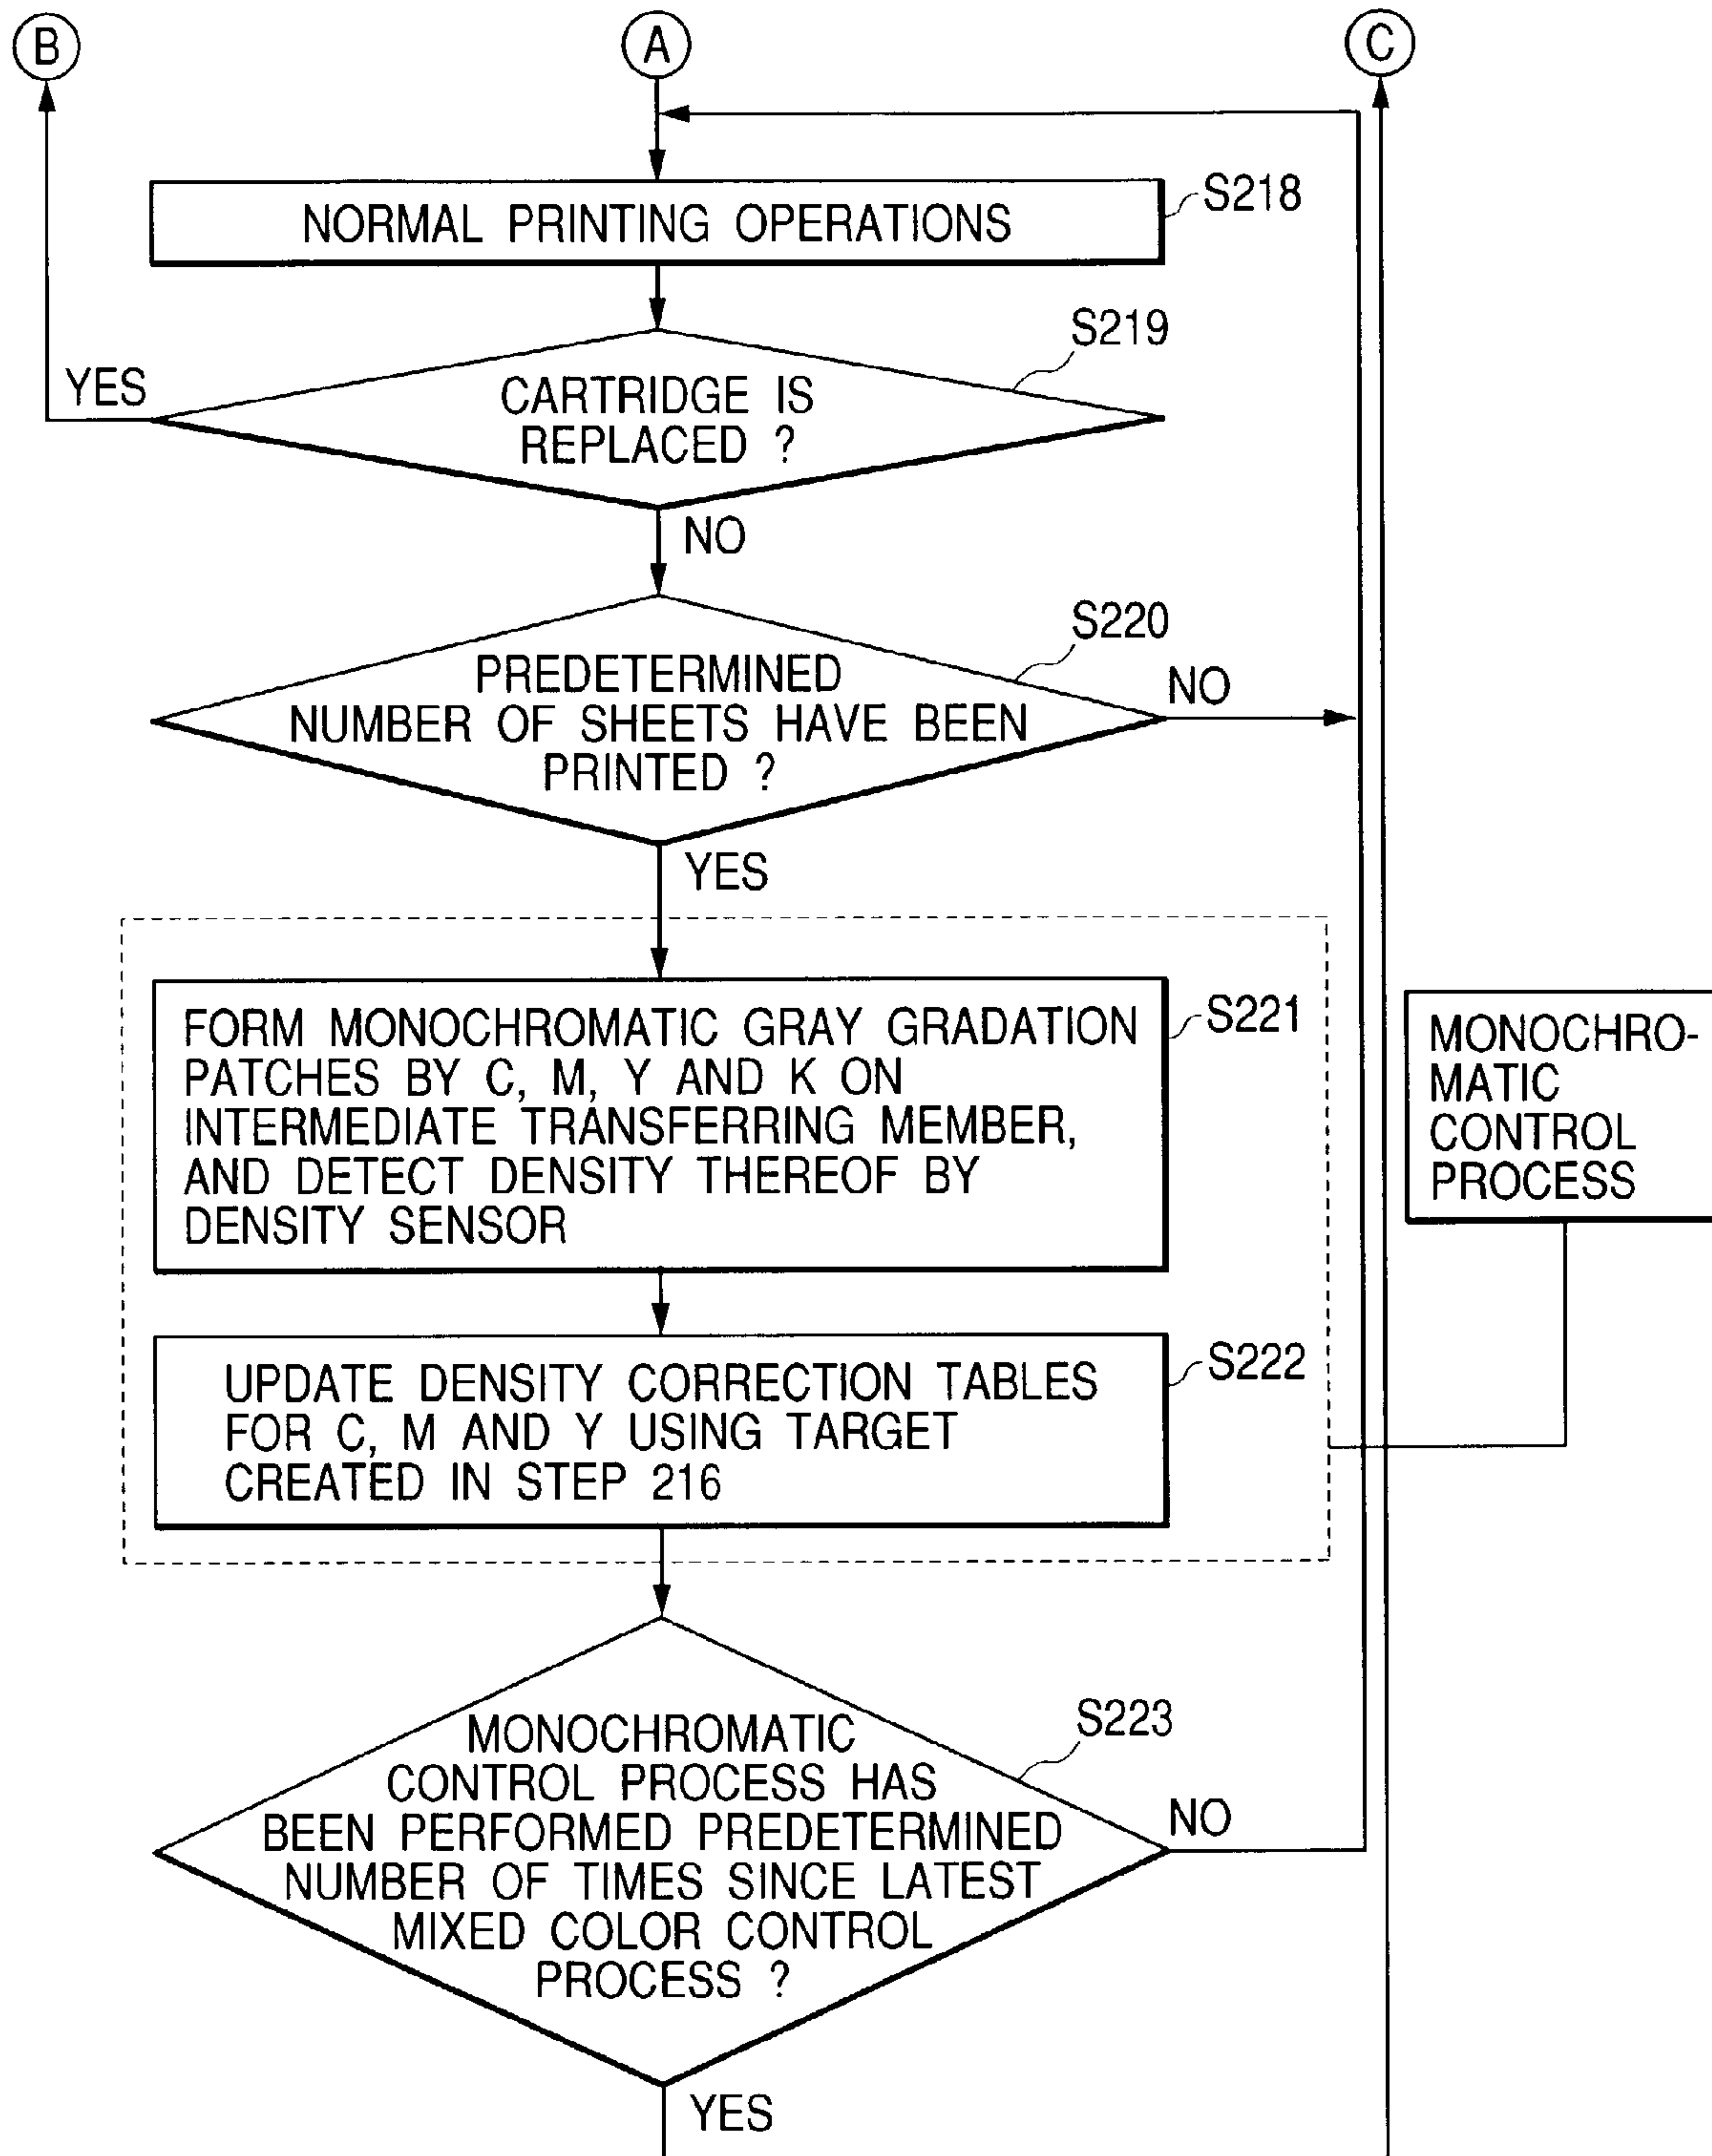 B
A
C
NORMAL PRINTING OPERATIONS
S218
S219
YES
CARTRIDGE IS
REPLACED ?
NO
S220
PREDETERMINED
NUMBER OF SHEETS HAVE BEEN
PRINTED ?
NO
YES
FORM MONOCHROMATIC GRAY GRADATION
PATCHES BY C, M, Y AND K ON
INTERMEDIATE TRANSFERRING MEMBER,
AND DETECT DENSITY THEREOF BY
DENSITY SENSOR
S221
MONOCHRO-
MATIC
CONTROL
PROCESS
UPDATE DENSITY CORRECTION TABLES
FOR C, M AND Y USING TARGET
CREATED IN STEP 216
S222
S223
MONOCHROMATIC
CONTROL PROCESS HAS
BEEN PERFORMED PREDETERMINED
NUMBER OF TIMES SINCE LATEST
MIXED COLOR CONTROL
PROCESS ?
NO
YES